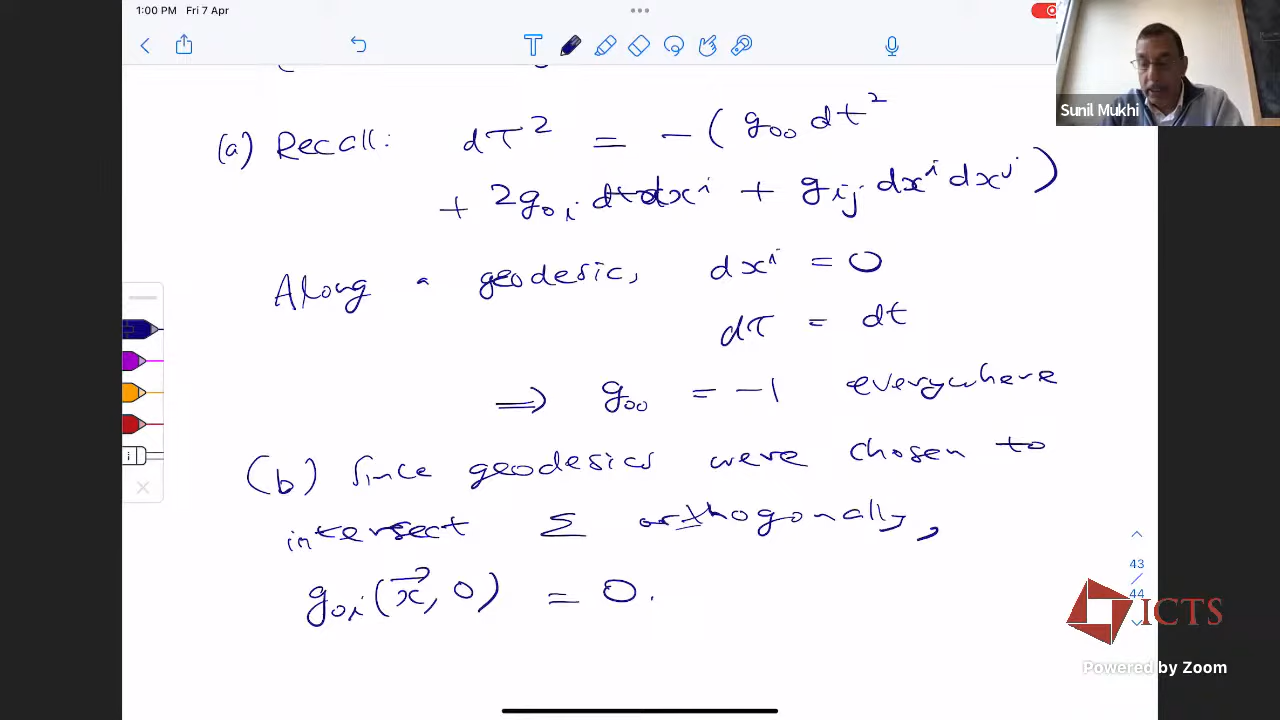 1:00 PM Fri 7 Apr
Sunil Mukhi
(a) Recall: dτ² = -( g₀₀ dt²
+ 2g₀ᵢ dtdxⁱ + gᵢⱼ dxⁱ dxʲ )
Along a geodesic, dxⁱ = 0
dτ = dt
⟹ g₀₀ = -1 everywhere
(b) Since geodesics were chosen to
intersect Σ orthogonally,
g₀ᵢ(x⃗, 0) = 0.
43
/
44
ICTS
Powered by Zoom